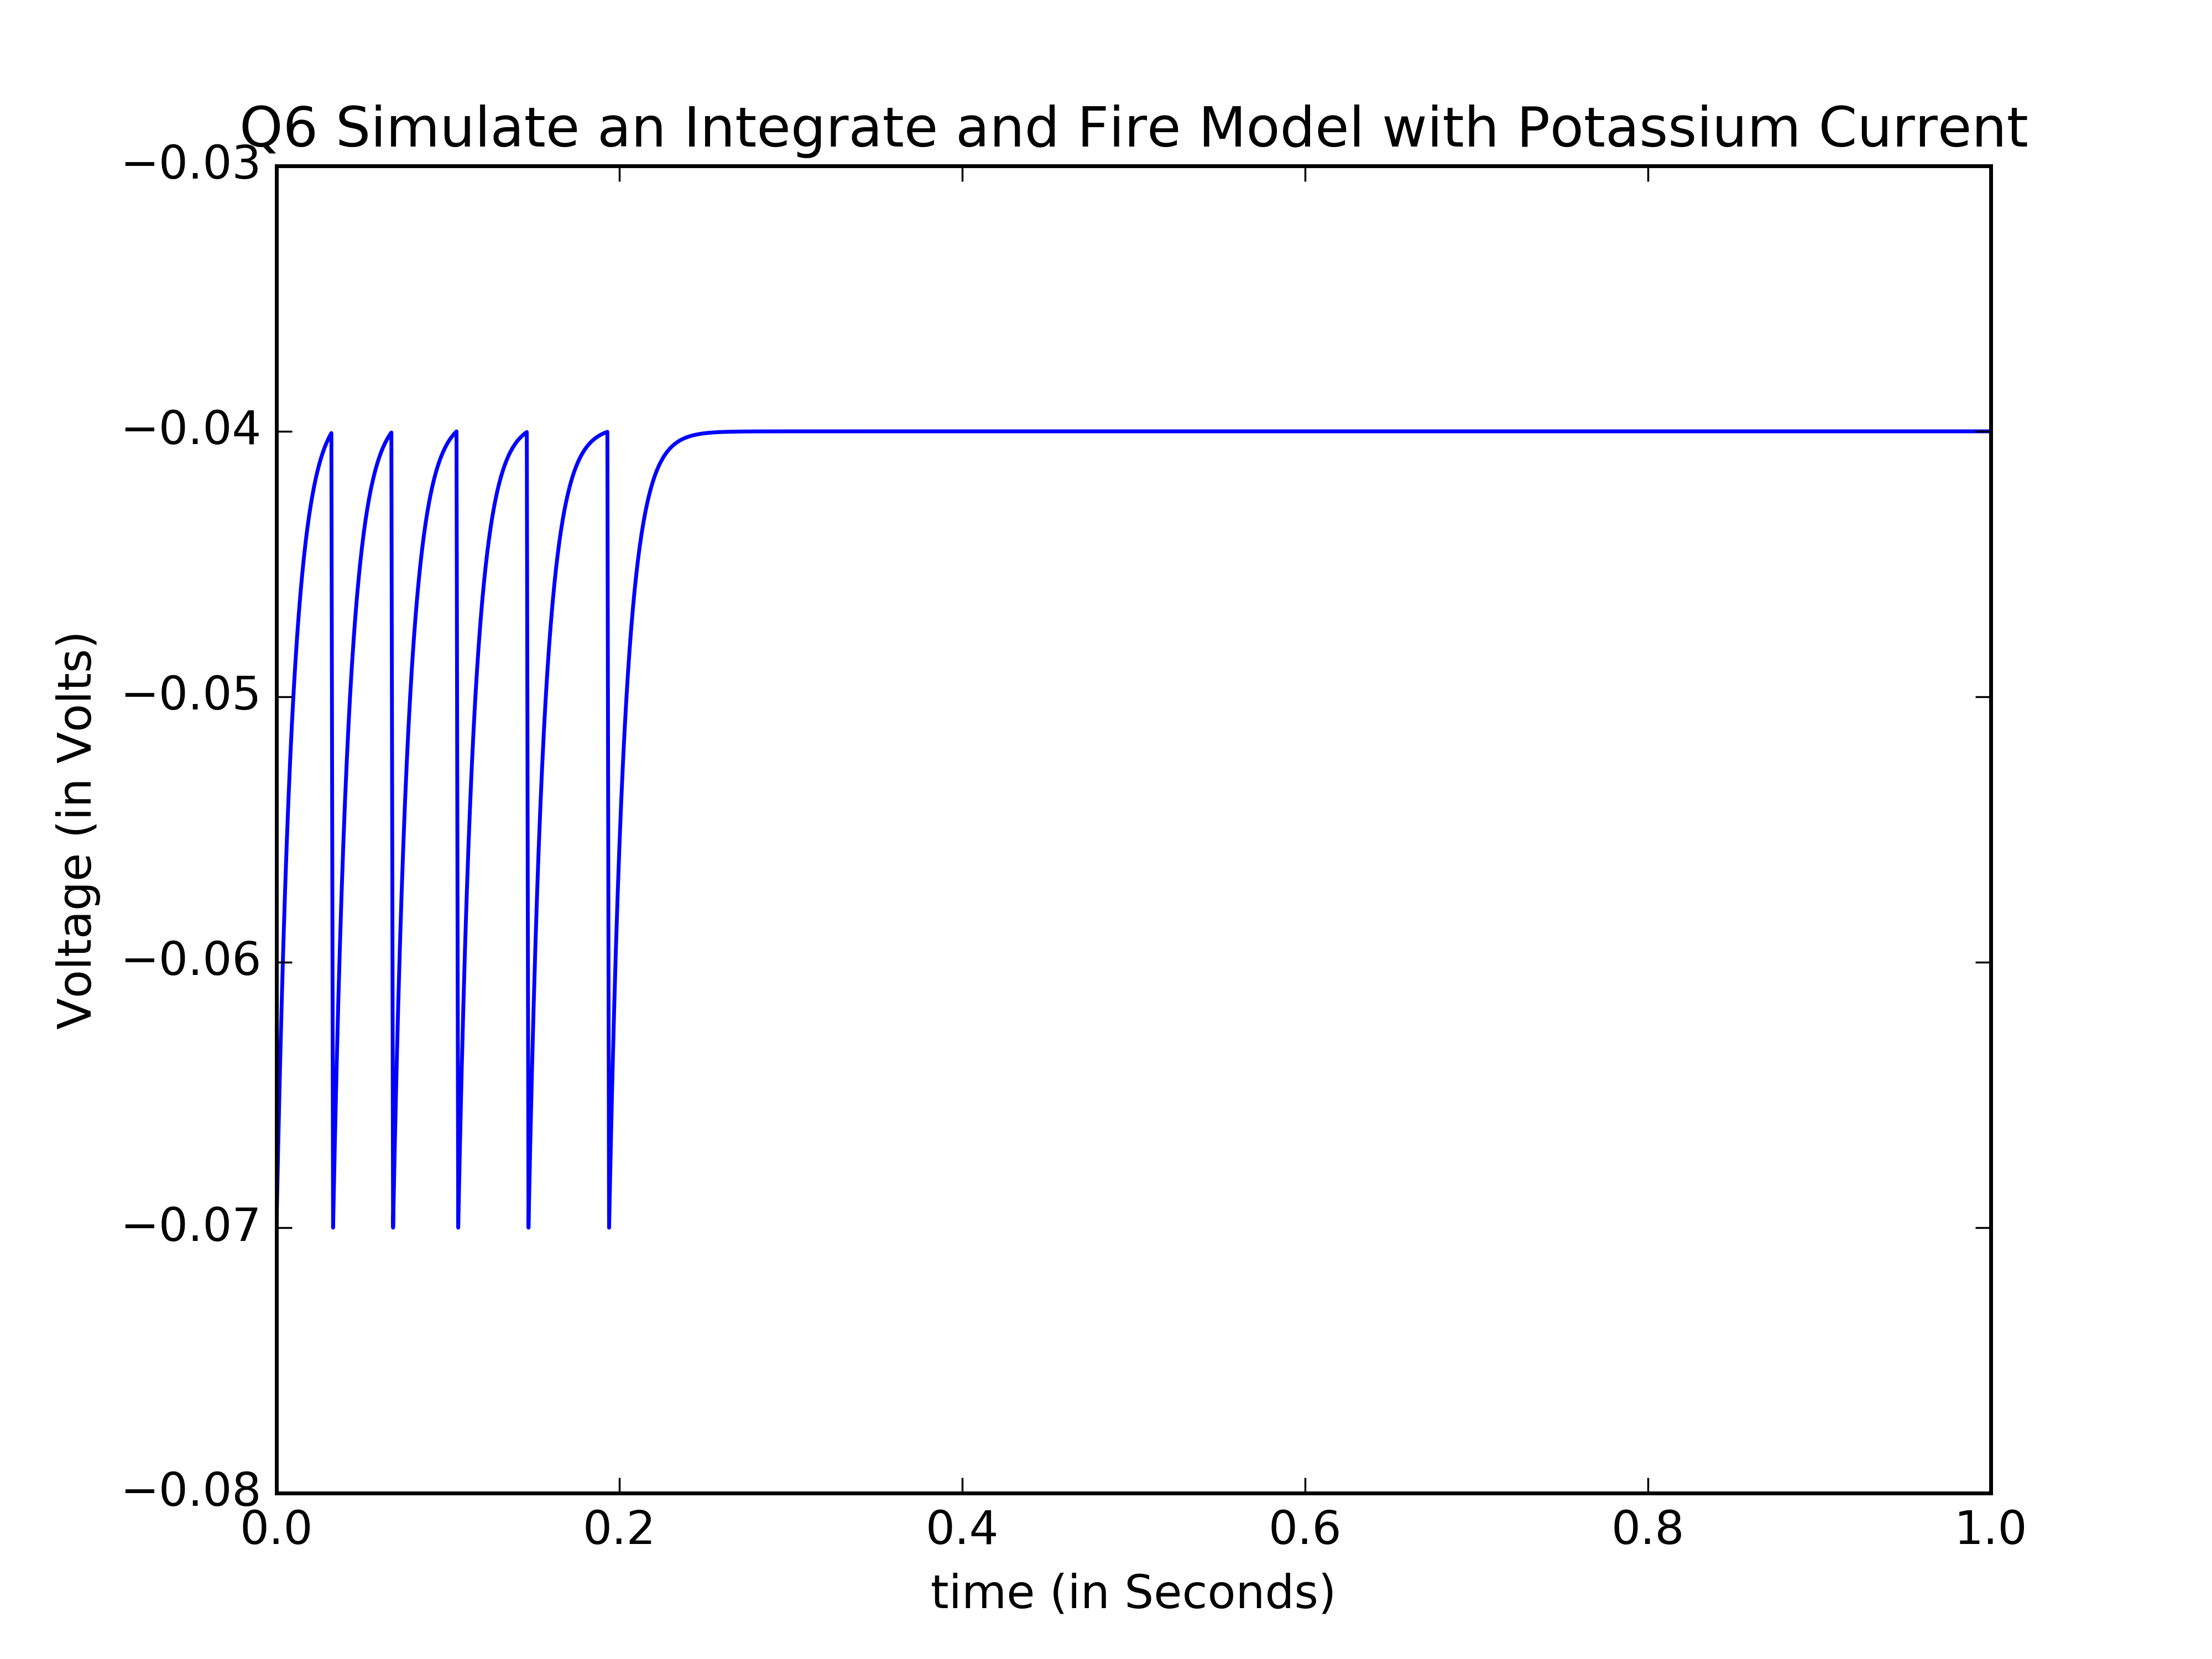 Q6 Simulate an Integrate and Fire Model with Potassium Current
−0.03
−0.04
−0.05
−0.06
−0.07
−0.08
Voltage (in Volts)
0.0 0.2 0.4 0.6 0.8 1.0
time (in Seconds)